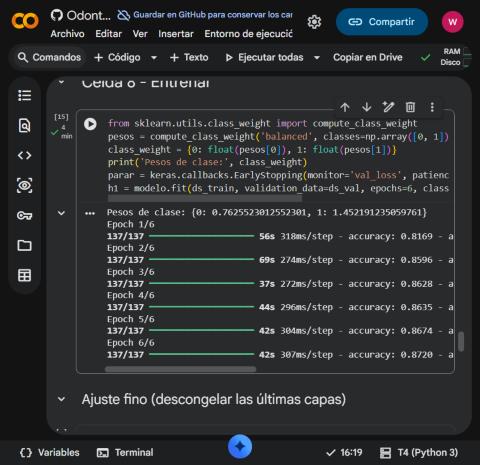 CO Odont... Guardar en GitHub para conservar los car
W
Compartir
Archivo Editar Ver Insertar Entorno de ejecució
Comandos + Código + Texto Ejecutar todas Copiar en Drive RAM
Disco
Celda 8 - Entrenar
[15]
4
min
from sklearn.utils.class_weight import compute_class_weight
pesos = compute_class_weight('balanced', classes=np.array([0, 1])
class_weight = {0: float(pesos[0]), 1: float(pesos[1])}
print('Pesos de clase:', class_weight)
parar = keras.callbacks.EarlyStopping(monitor='val_loss', patienc
h1 = modelo.fit(ds_train, validation_data=ds_val, epochs=6, class
Pesos de clase: {0: 0.7625523012552301, 1: 1.452191235059761}
Epoch 1/6
137/137 56s 318ms/step - accuracy: 0.8169 - a
Epoch 2/6
137/137 69s 274ms/step - accuracy: 0.8596 - a
Epoch 3/6
137/137 37s 272ms/step - accuracy: 0.8628 - a
Epoch 4/6
137/137 44s 296ms/step - accuracy: 0.8635 - a
Epoch 5/6
137/137 42s 304ms/step - accuracy: 0.8674 - a
Epoch 6/6
137/137 42s 307ms/step - accuracy: 0.8720 - a
Ajuste fino (descongelar las últimas capas)
{} Variables Terminal 16:19 T4 (Python 3)